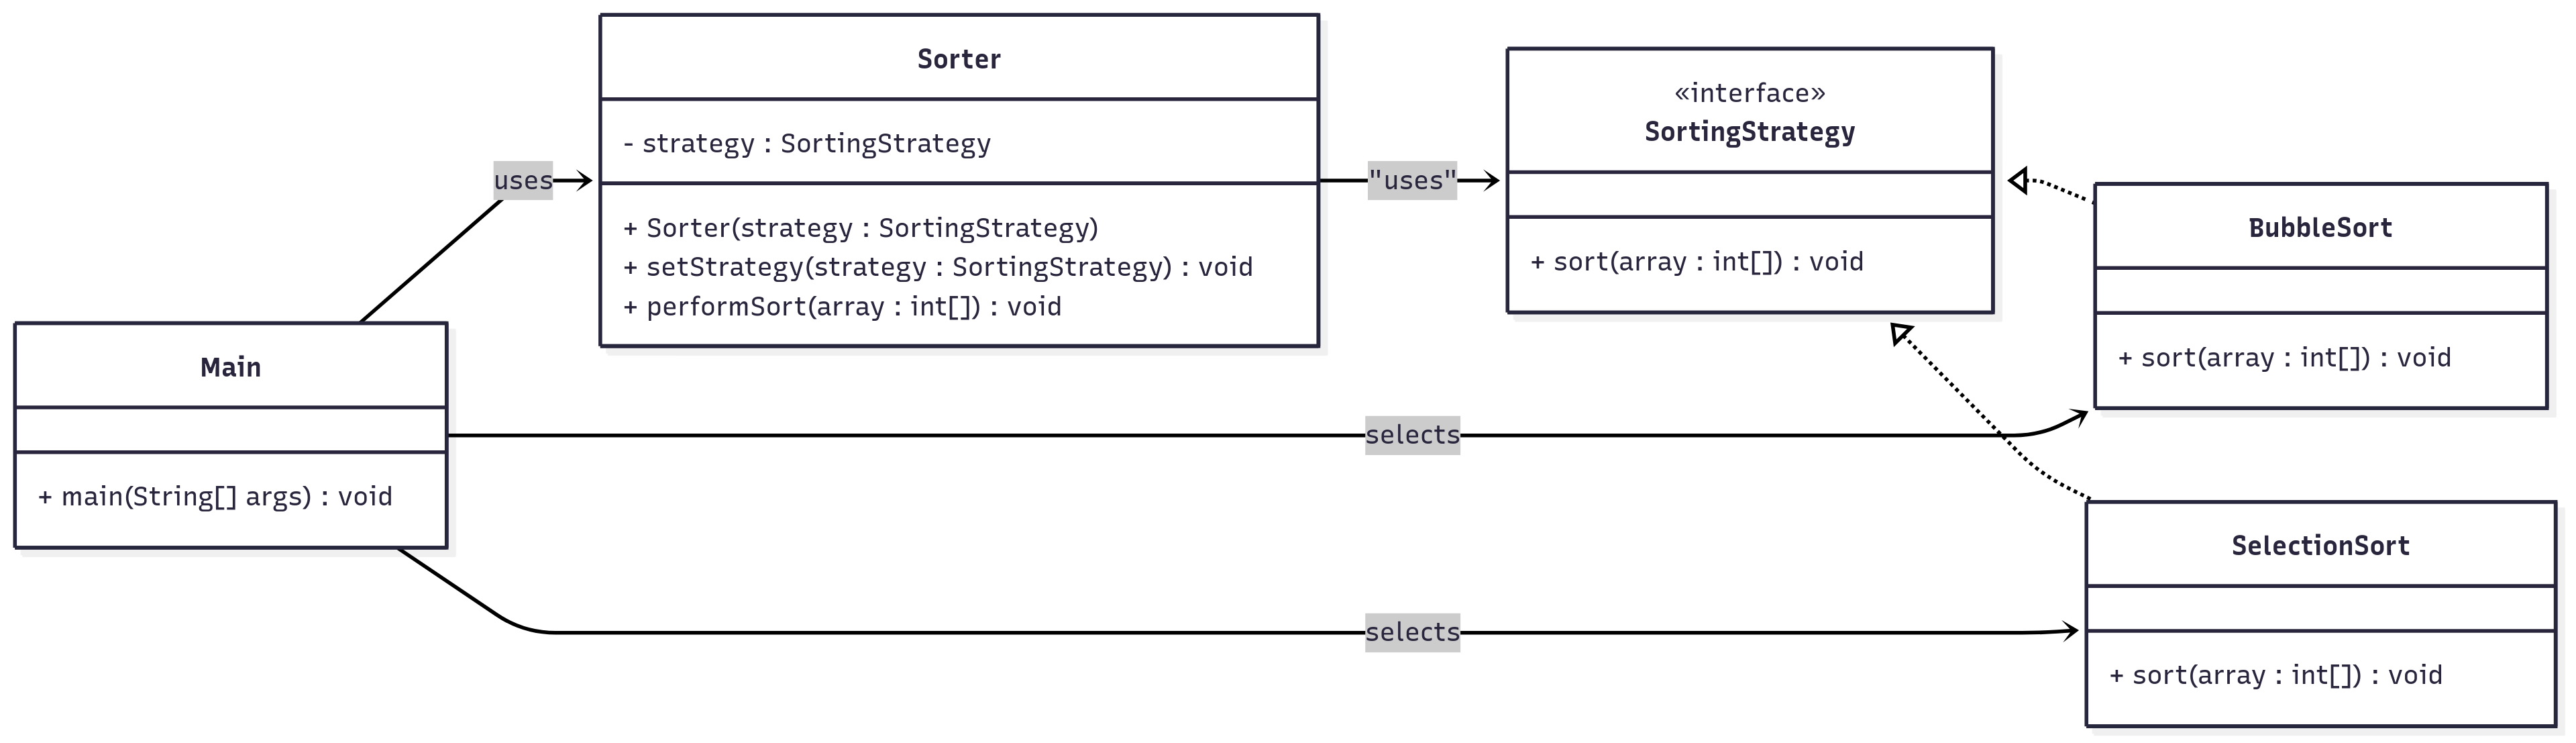 Main
+ main(String[] args) : void
uses
Sorter
- strategy : SortingStrategy
+ Sorter(strategy : SortingStrategy)
+ setStrategy(strategy : SortingStrategy) : void
+ performSort(array : int[]) : void
"uses"
«interface»
SortingStrategy
+ sort(array : int[]) : void
selects
BubbleSort
+ sort(array : int[]) : void
selects
SelectionSort
+ sort(array : int[]) : void